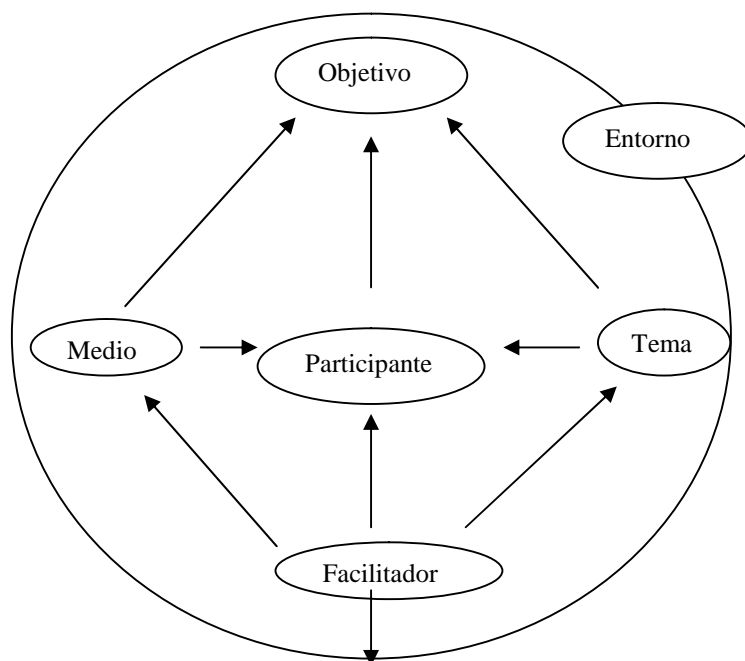 Objetivo
Entorno
Medio
Participante
Tema
Facilitador